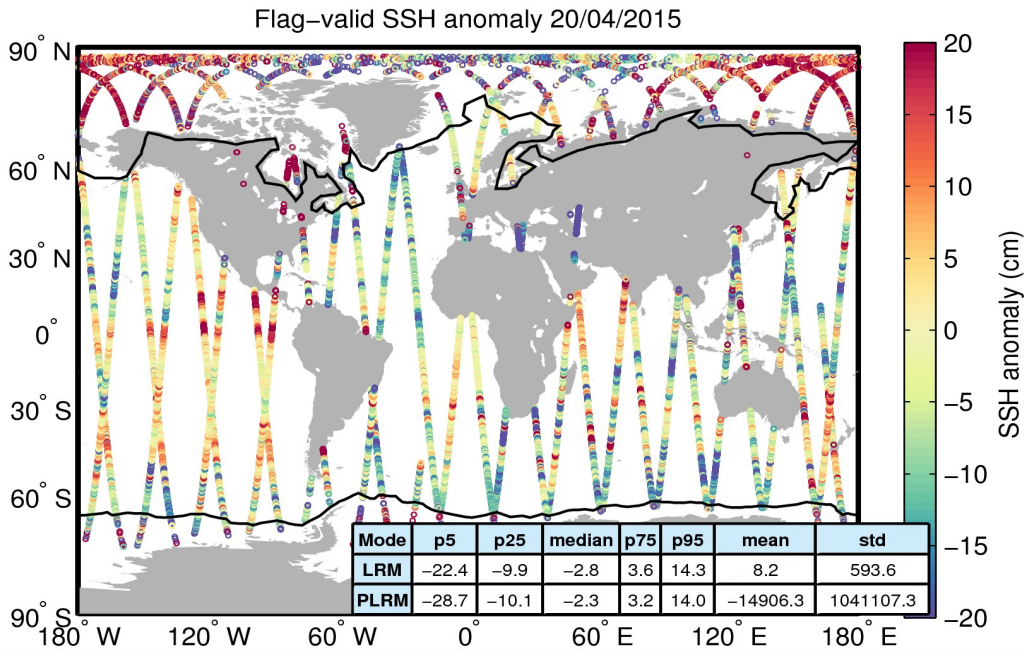 Flag−valid SSH anomaly 20/04/2015
90° N
60° N
30° N
0°
30° S
60° S
90° S
180° W 120° W 60° W 0° 60° E 120° E 180° E
20
15
10
5
0
−5
−10
−15
−20
SSH anomaly (cm)
Mode p5 p25 median p75 p95 mean std
LRM −22.4 −9.9 −2.8 3.6 14.3 8.2 593.6
PLRM −28.7 −10.1 −2.3 3.2 14.0 −14906.3 1041107.3